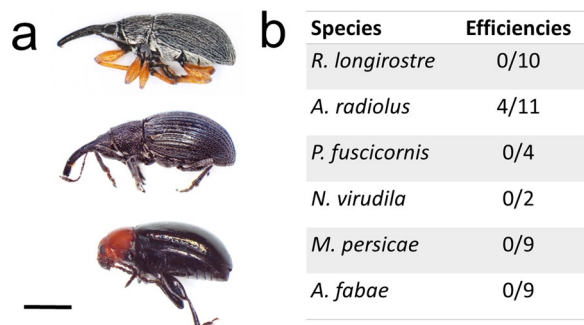 a
b
Species Efficiencies
R. longirostre 0/10
A. radiolus 4/11
P. fuscicornis 0/4
N. virudila 0/2
M. persicae 0/9
A. fabae 0/9